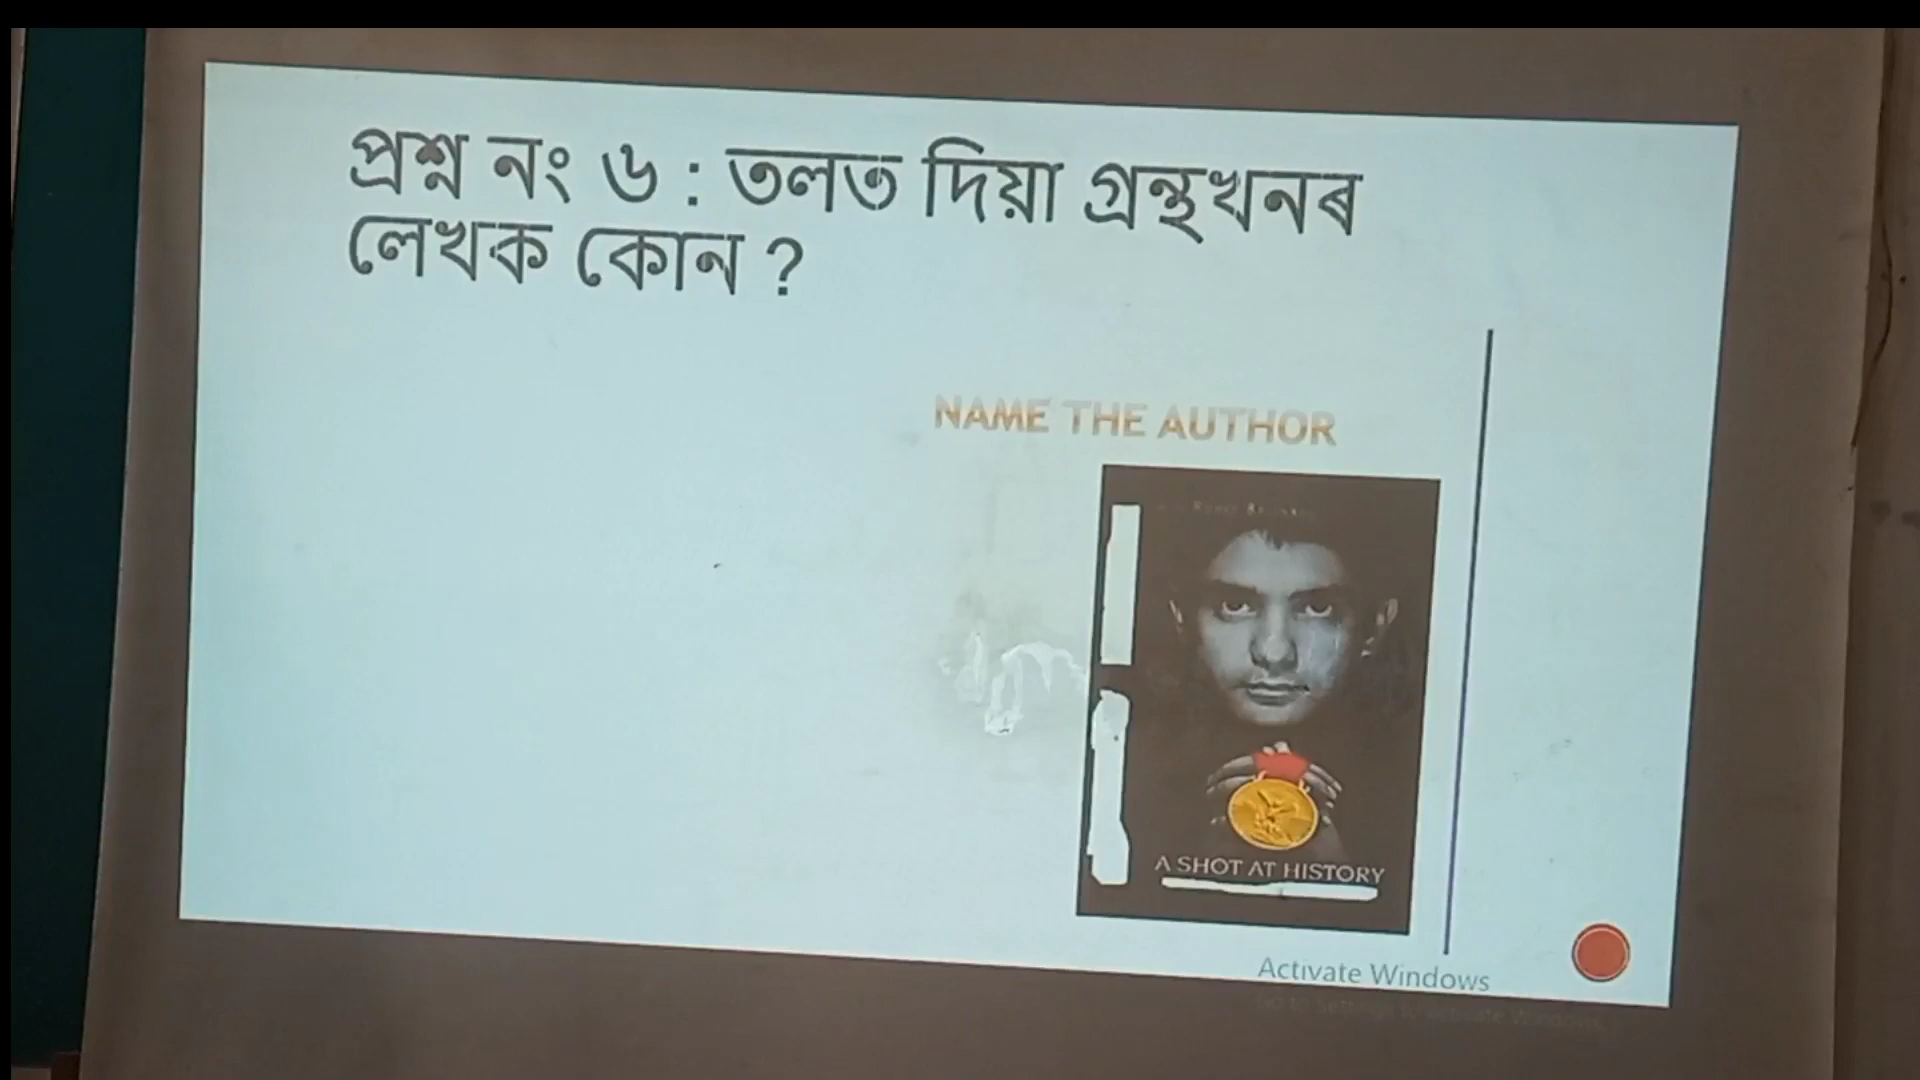 প্ৰশ্ন নং ৬ : তলত দিয়া গ্ৰন্থখনৰ
লেখক কোন ?
NAME THE AUTHOR
A SHOT AT HISTORY
Activate Windows